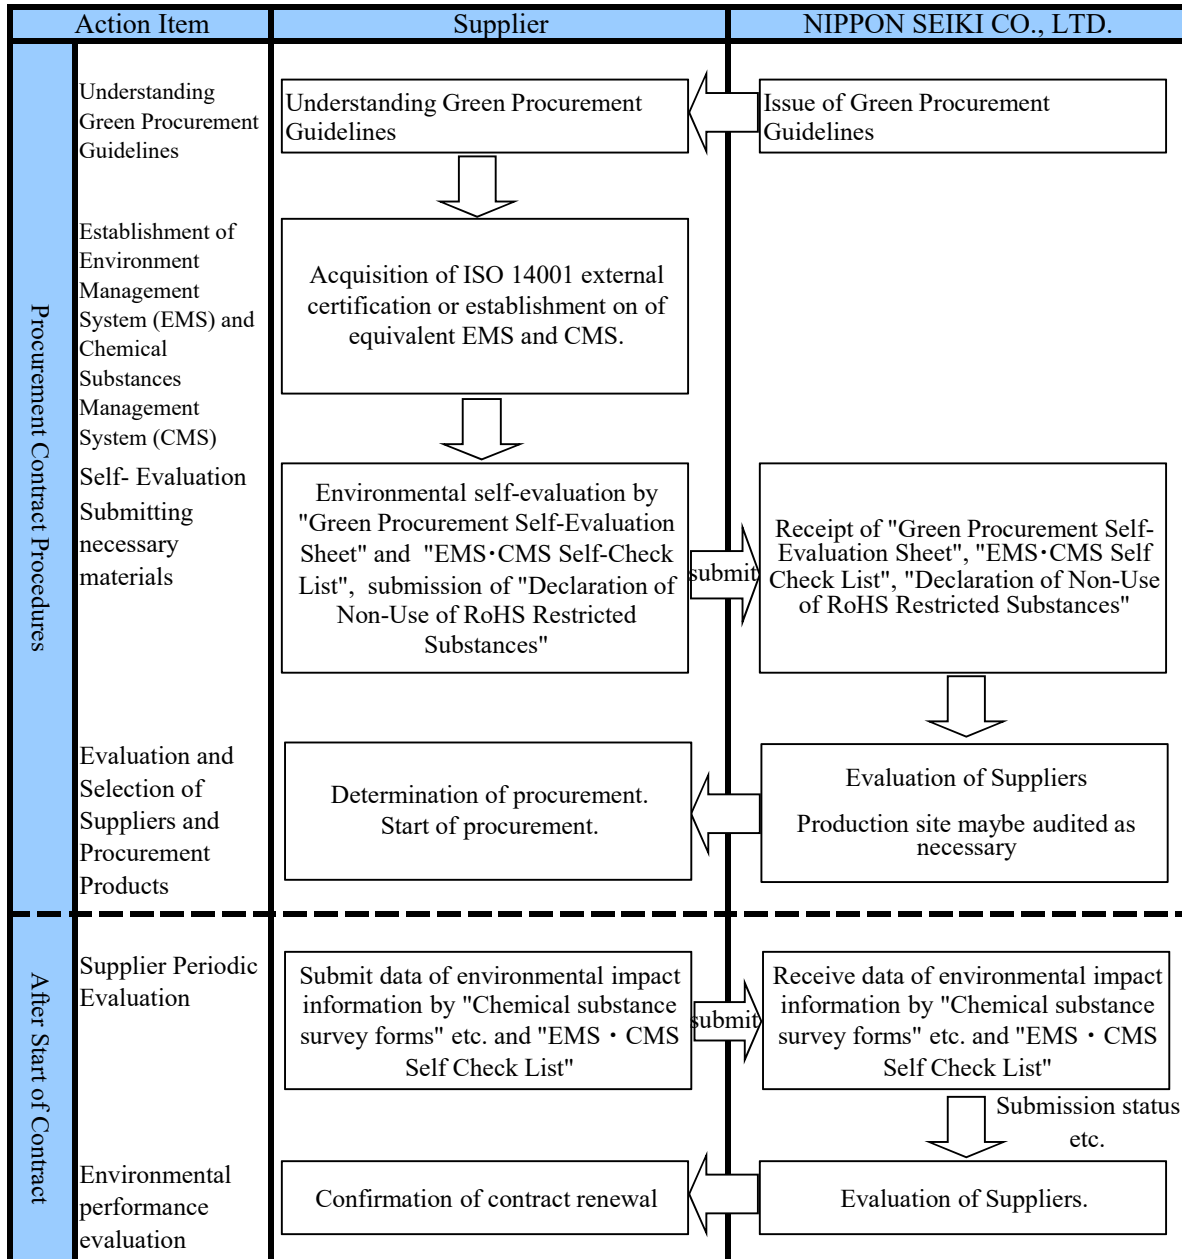 Action Item
Supplier
NIPPON SEIKI CO., LTD.
Procurement Contract Procedures
Understanding
Green Procurement
Guidelines
Understanding Green Procurement
Guidelines
Issue of Green Procurement
Guidelines
Establishment of
Environment
Management
System (EMS) and
Chemical
Substances
Management
System (CMS)
Acquisition of ISO 14001 external
certification or establishment on of
equivalent EMS and CMS.
Self- Evaluation
Submitting
necessary
materials
Environmental self-evaluation by
"Green Procurement Self-Evaluation
Sheet" and "EMS･CMS Self-Check
List", submission of "Declaration of
Non-Use of RoHS Restricted
Substances"
submit
Receipt of "Green Procurement Self-
Evaluation Sheet", "EMS･CMS Self
Check List", "Declaration of Non-Use
of RoHS Restricted Substances"
Evaluation and
Selection of
Suppliers and
Procurement
Products
Determination of procurement.
Start of procurement.
Evaluation of Suppliers
Production site maybe audited as
necessary
After Start of Contract
Supplier Periodic
Evaluation
Submit data of environmental impact
information by "Chemical substance
survey forms" etc. and "EMS・CMS
Self Check List"
submit
Receive data of environmental impact
information by "Chemical substance
survey forms" etc. and "EMS・CMS
Self Check List"
Submission status
etc.
Environmental
performance
evaluation
Confirmation of contract renewal
Evaluation of Suppliers.